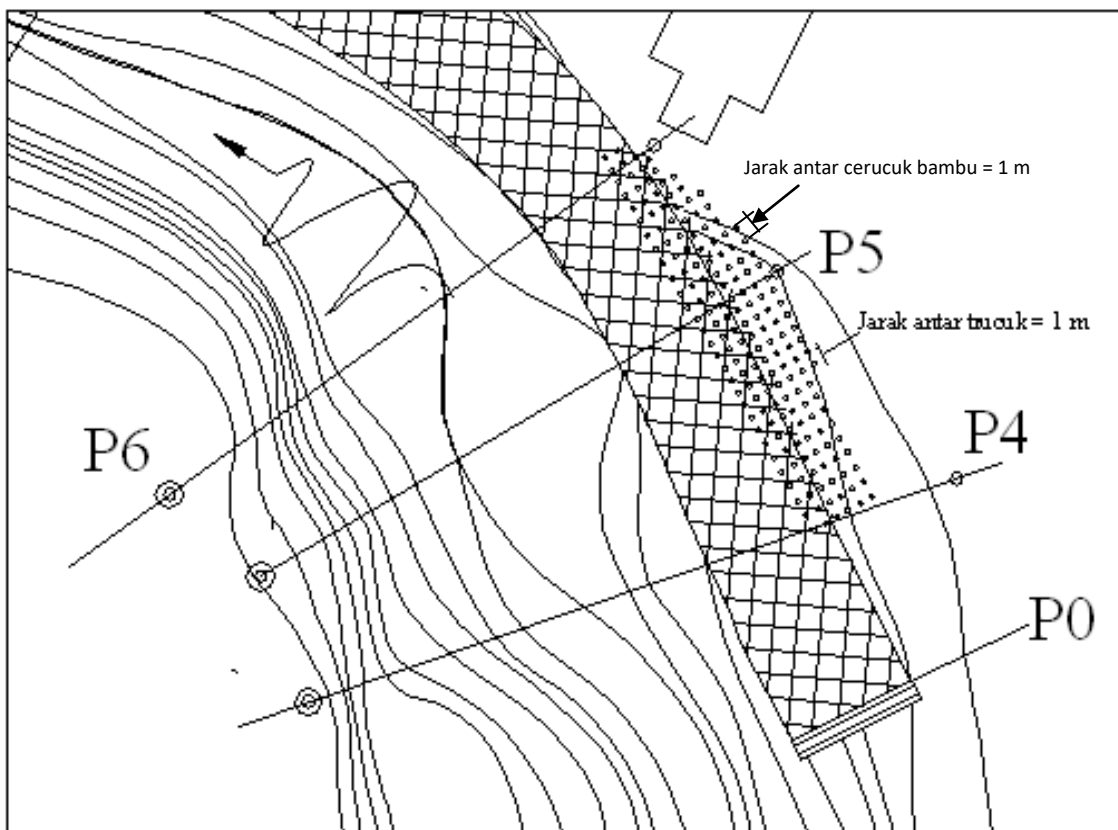 Jarak antar cerucuk bambu = 1 m
P5
Jarak antar trucuk = 1 m
P4
P6
P0